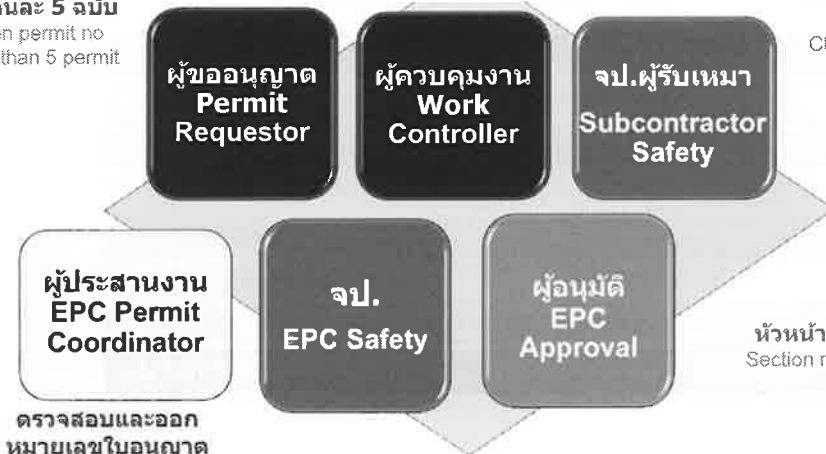 นละ 5 ฉบับ
en permit no
than 5 permit
ผู้ขออนุญาต
Permit
Requestor
ผู้ควบคุมงาน
Work
Controller
จป.ผู้รับเหมา
Subcontractor
Safety
ผู้ประสานงาน
EPC Permit
Coordinator
จป.
EPC Safety
ผู้อนุมัติ
EPC
Approval
หัวหน้า
Section
ตรวจสอบและออก
หมายเลขใบอนุญาต